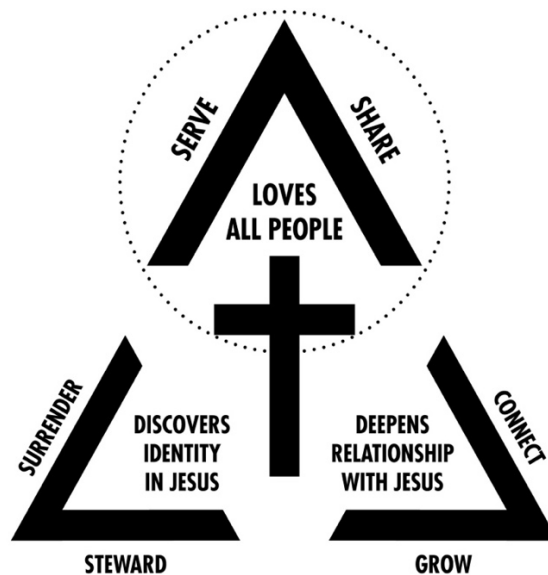 SERVE
SHARE
LOVES
ALL PEOPLE
SURRENDER
DISCOVERS
IDENTITY
IN JESUS
STEWARD
DEEPENS
RELATIONSHIP
WITH JESUS
CONNECT
GROW